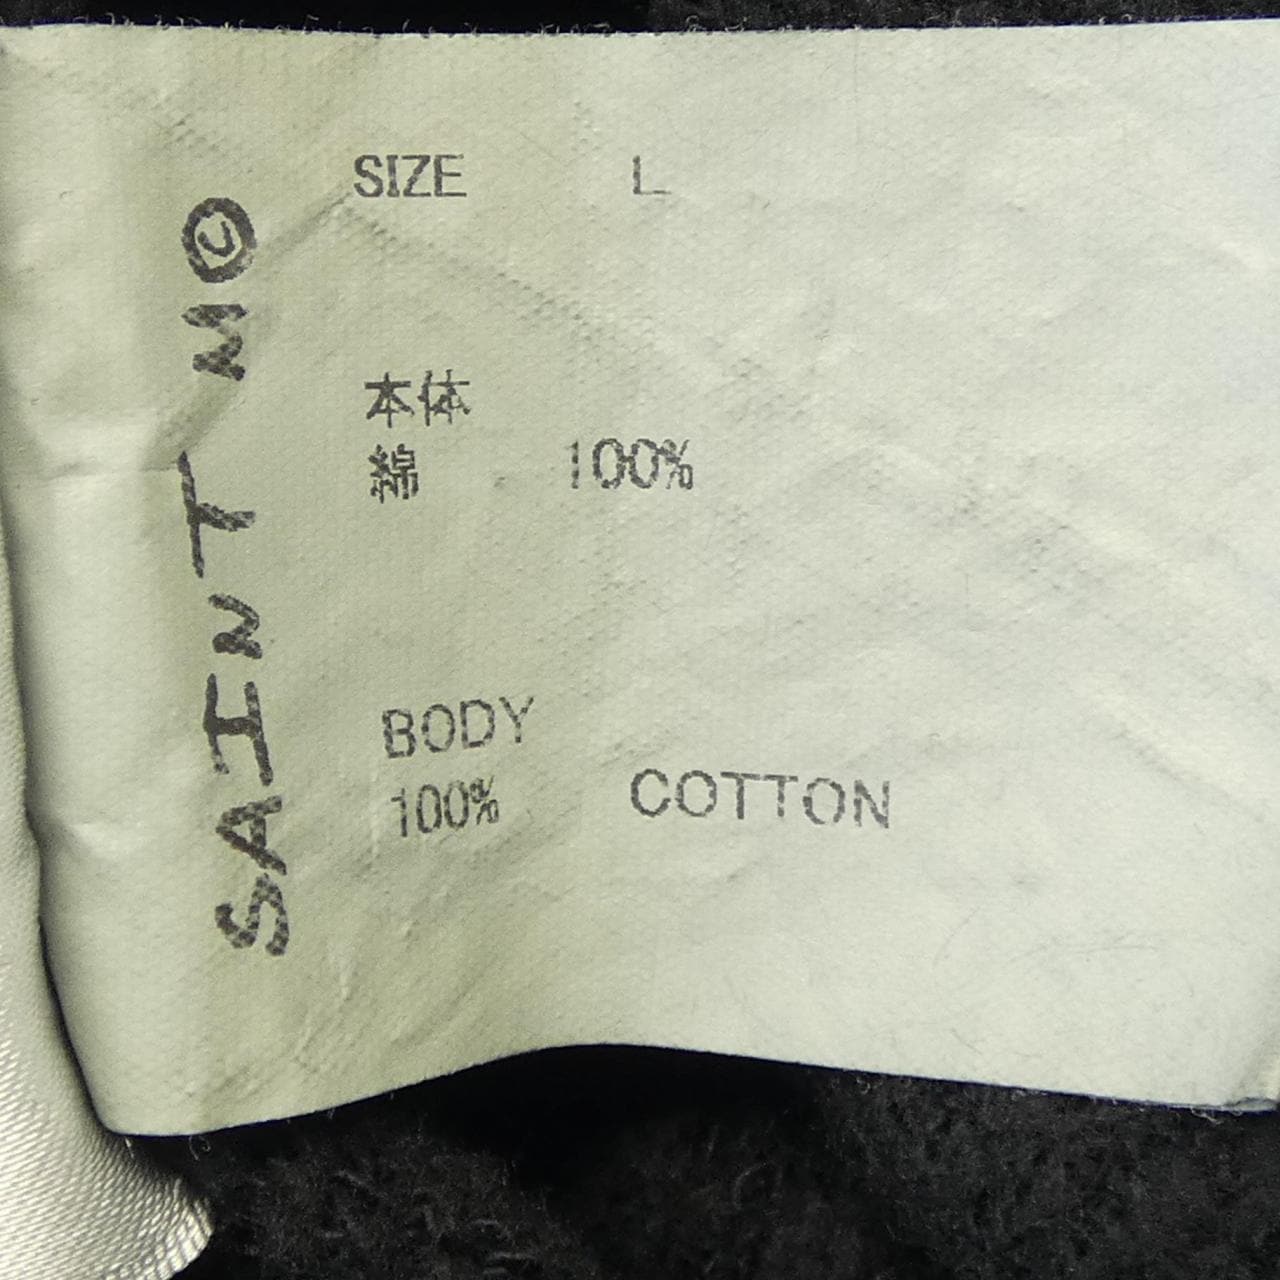 SAINT M©
SIZE L
本体
綿 100%
BODY
100% COTTON